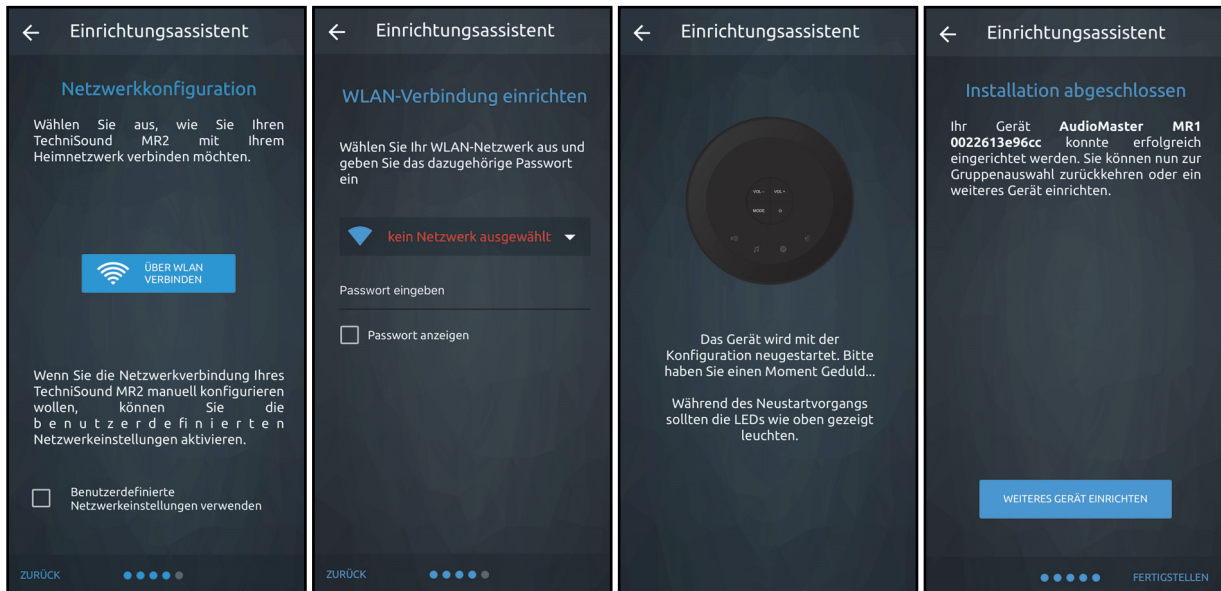 Einrichtungsassistent
Netzwerkkonfiguration
Wählen Sie aus, wie Sie Ihren
TechniSound MR2 mit Ihrem
Heimnetzwerk verbinden möchten.
ÜBER WLAN
VERBINDEN
Wenn Sie die Netzwerkverbindung Ihres
TechniSound MR2 manuell konfigurieren
wollen, können Sie die
benutzerdefinierten
Netzwerkeinstellungen aktivieren.
Benutzerdefinierte
Netzwerkeinstellungen verwenden
ZURÜCK
Einrichtungsassistent
WLAN-Verbindung einrichten
Wählen Sie Ihr WLAN-Netzwerk aus und
geben Sie das dazugehörige Passwort
ein
kein Netzwerk ausgewählt
Passwort eingeben
Passwort anzeigen
ZURÜCK
Einrichtungsassistent
VOL - VOL +
MODE
Das Gerät wird mit der
Konfiguration neugestartet. Bitte
haben Sie einen Moment Geduld...
Während des Neustartvorgangs
sollten die LEDs wie oben gezeigt
leuchten.
Einrichtungsassistent
Installation abgeschlossen
Ihr Gerät AudioMaster MR1
0022613e96cc konnte erfolgreich
eingerichtet werden. Sie können nun zur
Gruppenauswahl zurückkehren oder ein
weiteres Gerät einrichten.
WEITERES GERÄT EINRICHTEN
FERTIGSTELLEN